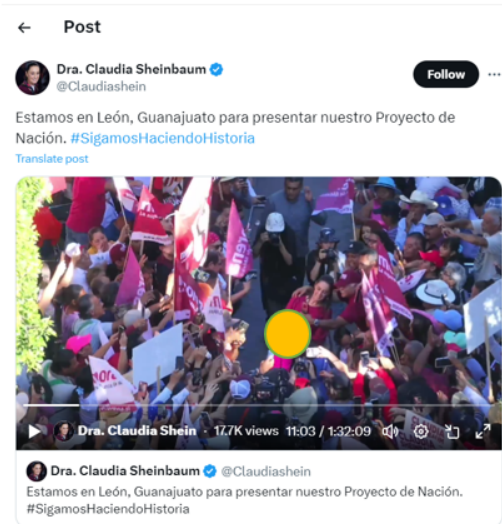 Post
Dra. Claudia Sheinbaum
@Claudiashein
Follow
Estamos en León, Guanajuato para presentar nuestro Proyecto de
Nación. #SigamosHaciendoHistoria
Translate post
Dra. Claudia Shein · 17.7K views 11:03 / 1:32:09
Dra. Claudia Sheinbaum @Claudiashein
Estamos en León, Guanajuato para presentar nuestro Proyecto de Nación.
#SigamosHaciendoHistoria